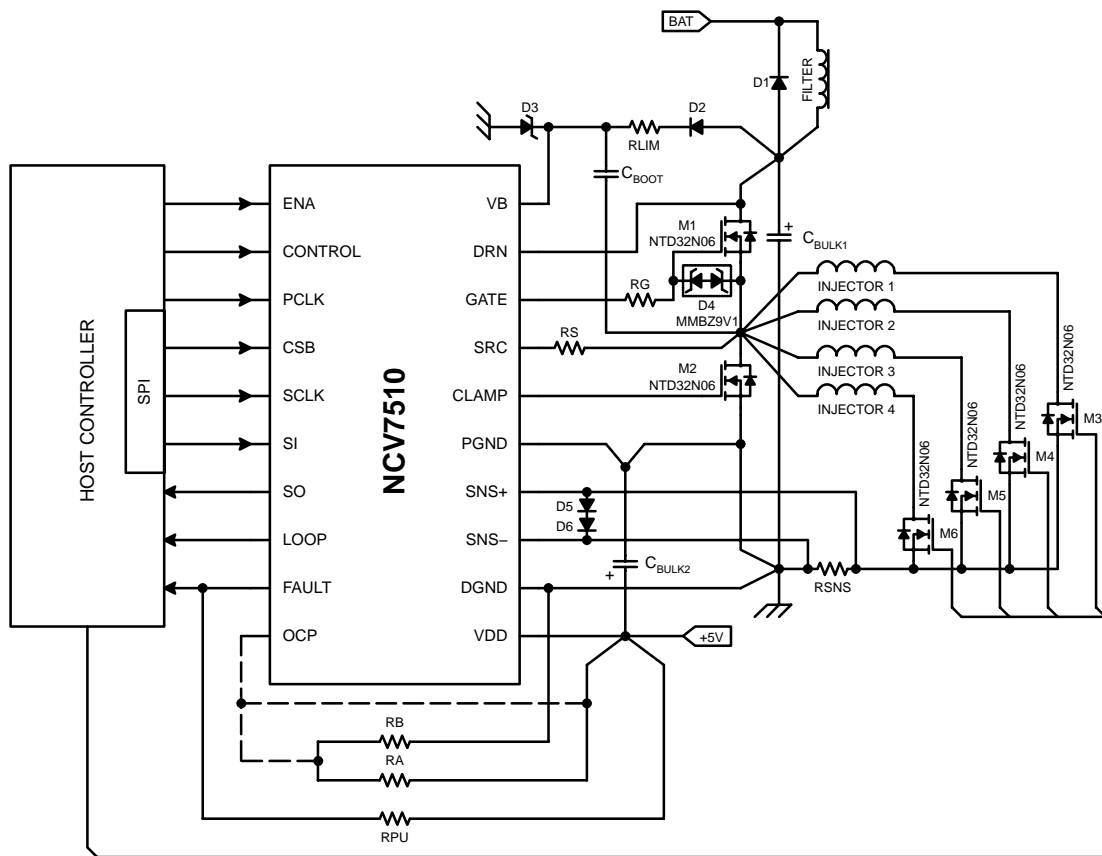 BAT
D1
FILTER
D3
D2
RLIM
C_BOOT
HOST CONTROLLER
SPI
NCV7510
ENA
CONTROL
PCLK
CSB
SCLK
SI
SO
LOOP
FAULT
OCP
VB
DRN
GATE
SRC
CLAMP
PGND
SNS+
SNS–
DGND
VDD
M1
NTD32N06
+
C_BULK1
RG
D4
MMBZ9V1
RS
M2
NTD32N06
INJECTOR 1
INJECTOR 2
INJECTOR 3
INJECTOR 4
NTD32N06
M3
NTD32N06
M4
NTD32N06
M5
NTD32N06
M6
D5
D6
+
C_BULK2
RSNS
+5V
RB
RA
RPU